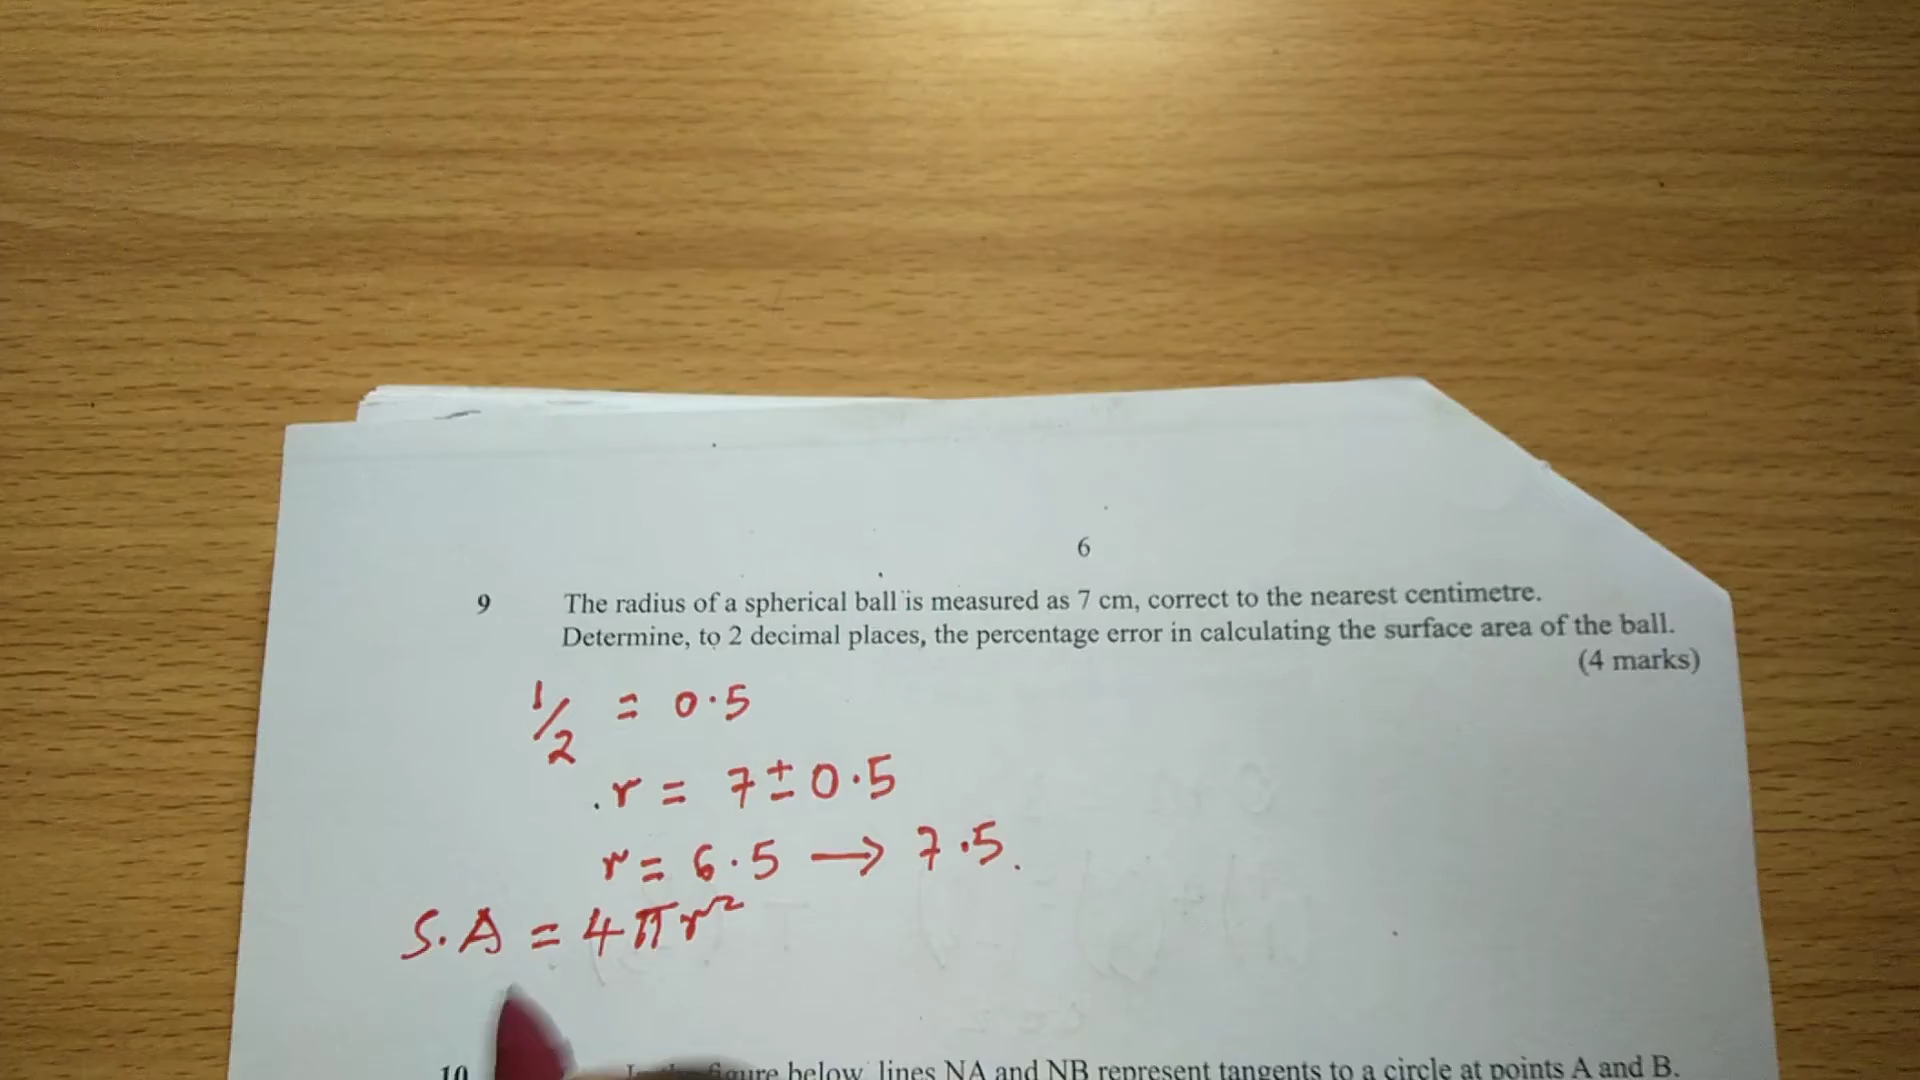 6
9 The radius of a spherical ball is measured as 7 cm, correct to the nearest centimetre.
Determine, to 2 decimal places, the percentage error in calculating the surface area of the ball.
(4 marks)
1/2 = 0.5
r = 7 ± 0.5
r = 6.5 → 7.5.
S.A = 4πr²
10 figure below lines NA and NB represent tangents to a circle at points A and B.